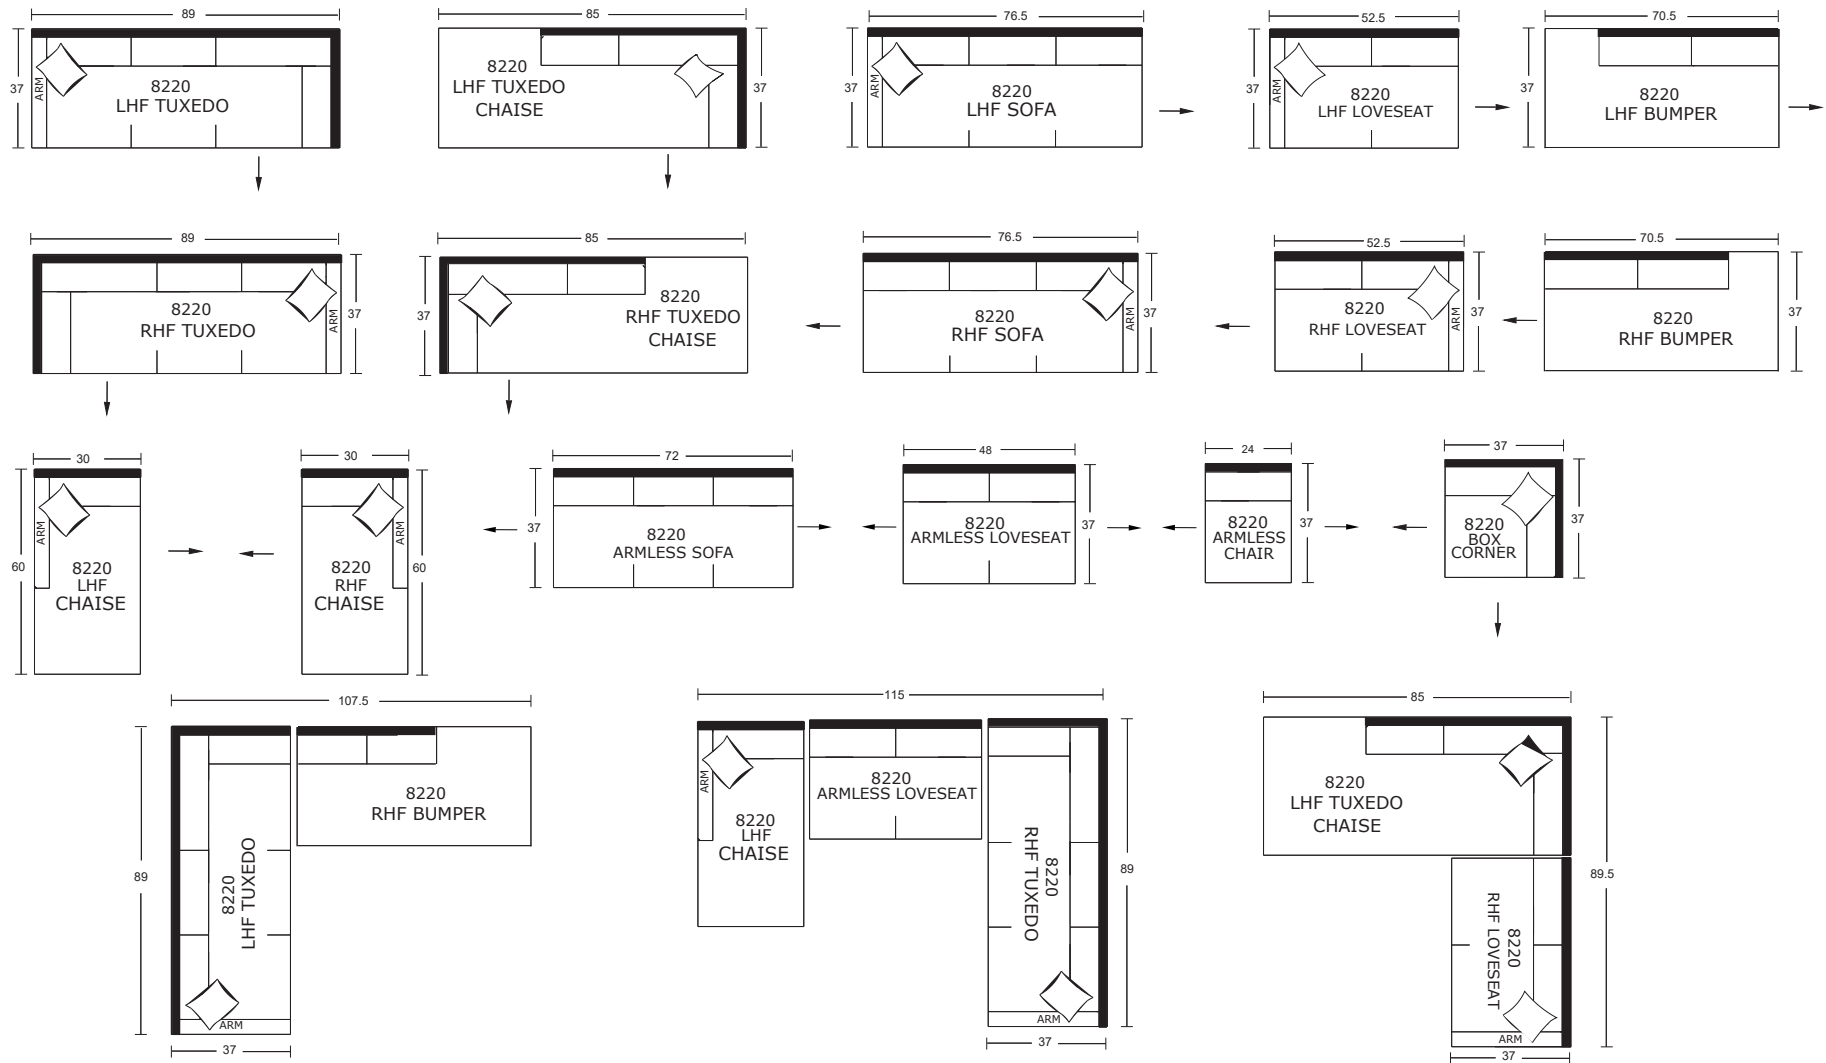 89
37
ARM
8220
LHF TUXEDO
85
8220
LHF TUXEDO
CHAISE
37
76.5
37
ARM
8220
LHF SOFA
52.5
37
ARM
8220
LHF LOVESEAT
70.5
37
8220
LHF BUMPER
89
8220
RHF TUXEDO
ARM
37
85
37
8220
RHF TUXEDO
CHAISE
76.5
8220
RHF SOFA
ARM
37
52.5
8220
RHF LOVESEAT
ARM
37
70.5
8220
RHF BUMPER
37
30
ARM
60
8220
LHF
CHAISE
30
ARM
60
8220
RHF
CHAISE
72
37
8220
ARMLESS SOFA
48
8220
ARMLESS LOVESEAT
37
24
8220
ARMLESS
CHAIR
37
37
8220
BOX
CORNER
37
107.5
89
8220
LHF TUXEDO
ARM
37
8220
RHF BUMPER
115
ARM
8220
LHF
CHAISE
8220
ARMLESS LOVESEAT
8220
RHF TUXEDO
ARM
89
37
85
8220
LHF TUXEDO
CHAISE
89.5
8220
RHF LOVESEAT
ARM
37